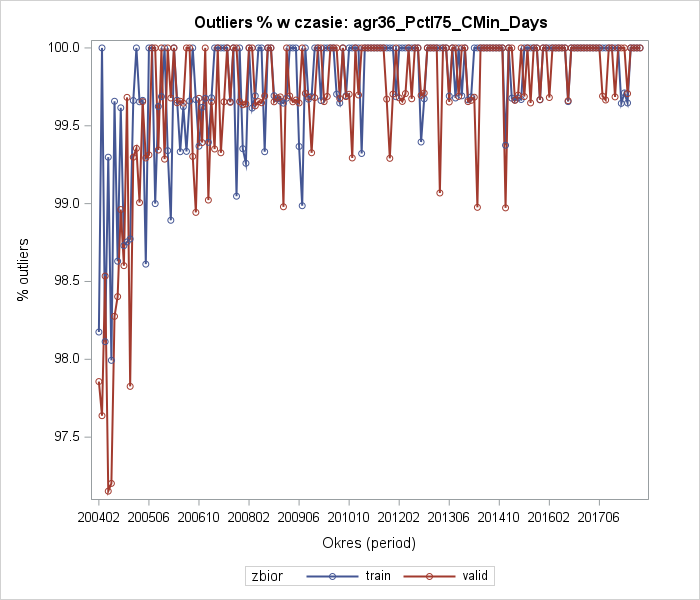 Outliers % w czasie: agr36_Pctl75_CMin_Days
100.0
99.5
99.0
98.5
98.0
97.5
% outliers
200402 200506 200610 200802 200906 201010 201202 201306 201410 201602 201706
Okres (period)
zbior train valid